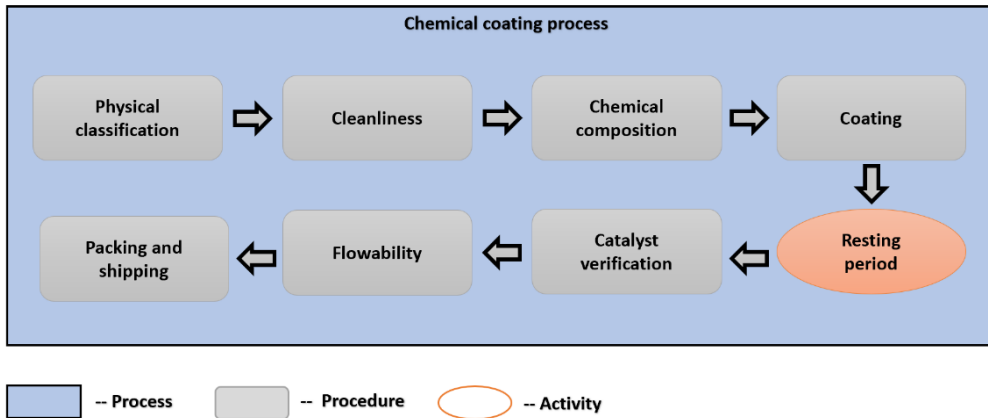 Chemical coating process
Physical
classification
Cleanliness
Chemical
composition
Coating
Packing and
shipping
Flowability
Catalyst
verification
Resting
period
-- Process
-- Procedure
-- Activity